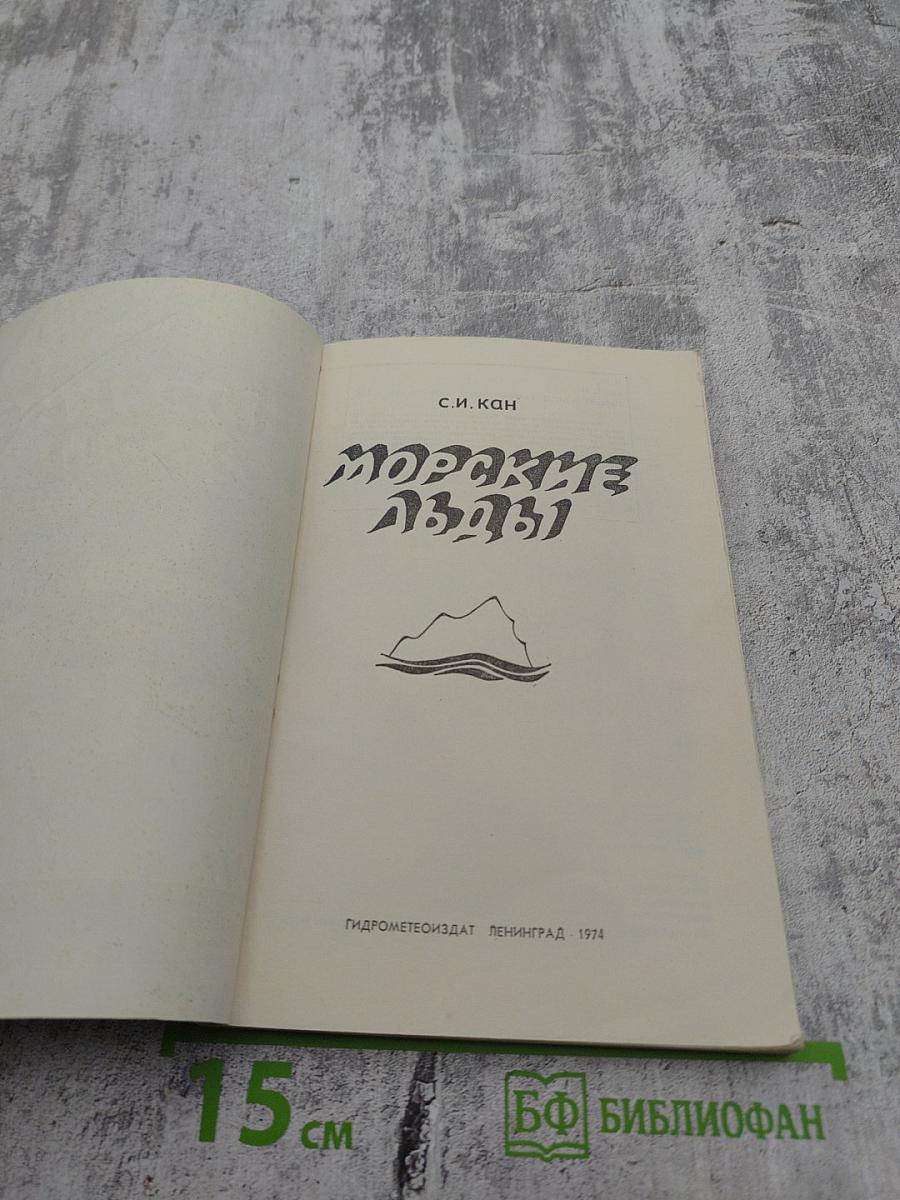 С.И. Кан
МОРСКИЕ
ЛЬДЫ
ГИДРОМЕТЕОИЗДАТ ЛЕНИНГРАД · 1974
15 см
БФ БИБЛИОФАН